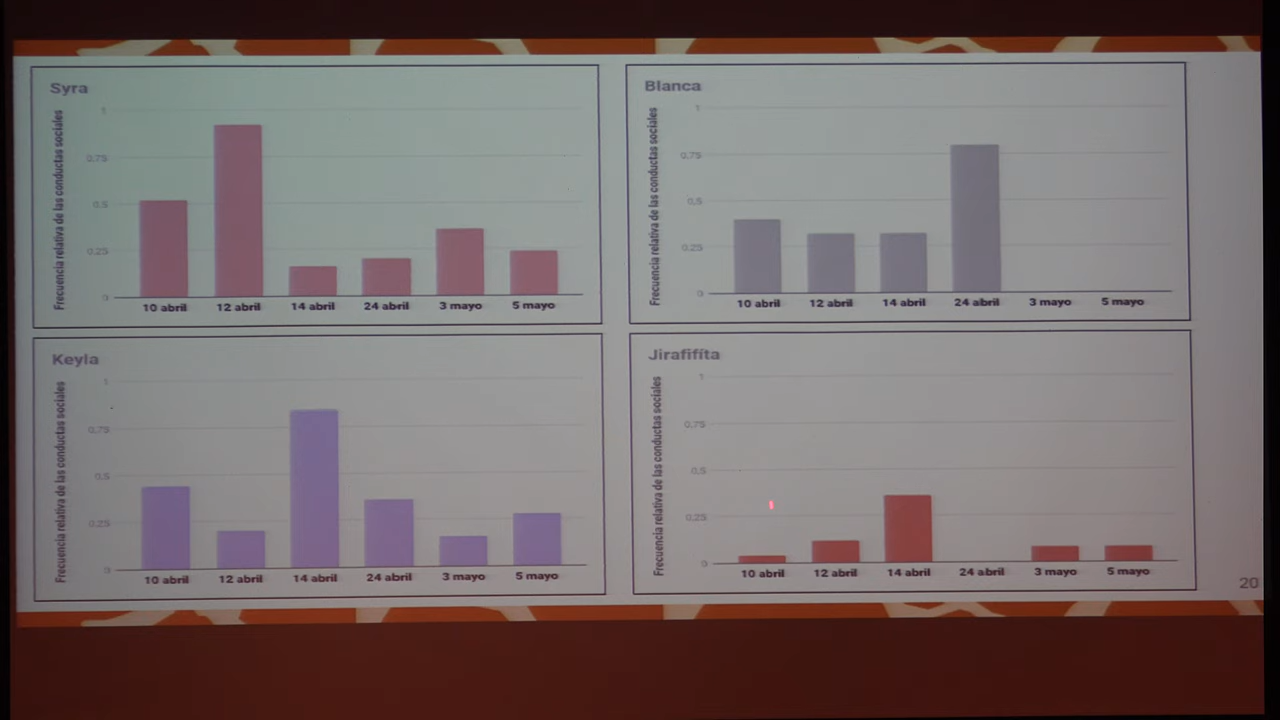 Syra
Frecuencia relativa de las conductas sociales
1
0,75
0,5
0,25
0
10 abril 12 abril 14 abril 24 abril 3 mayo 5 mayo
Blanca
Frecuencia relativa de las conductas sociales
1
0,75
0,5
0,25
0
10 abril 12 abril 14 abril 24 abril 3 mayo 5 mayo
Keyla
Frecuencia relativa de las conductas sociales
1
0,75
0,5
0,25
0
10 abril 12 abril 14 abril 24 abril 3 mayo 5 mayo
Jirafifíta
Frecuencia relativa de las conductas sociales
1
0,75
0,5
0,25
0
10 abril 12 abril 14 abril 24 abril 3 mayo 5 mayo
20